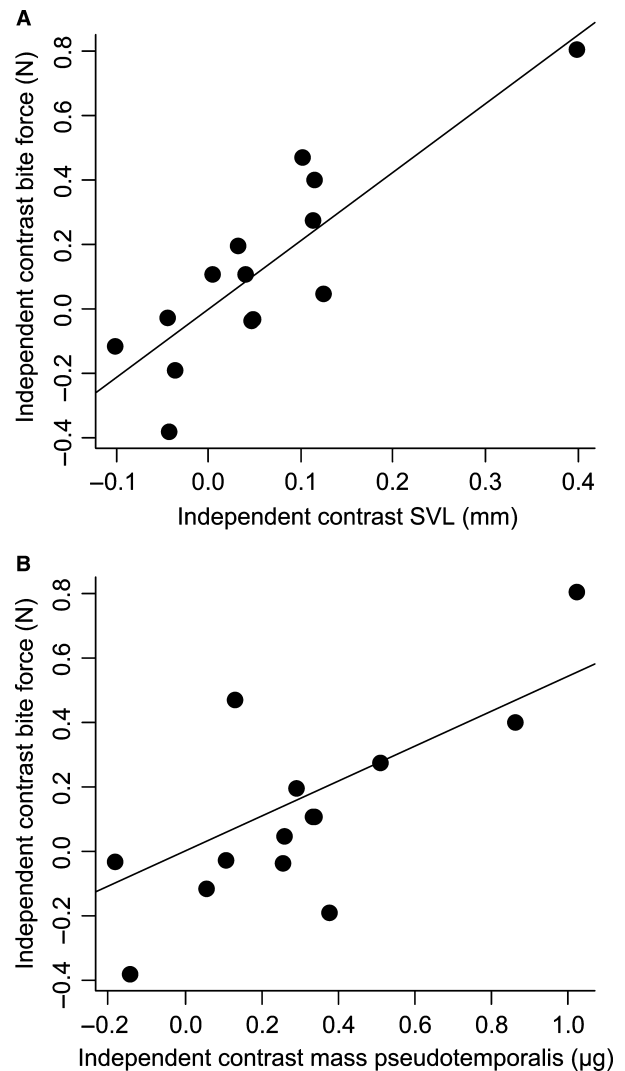 A
Independent contrast bite force (N)
0.8
0.6
0.4
0.2
0.0
–0.2
–0.4
–0.1 0.0 0.1 0.2 0.3 0.4
Independent contrast SVL (mm)
B
Independent contrast bite force (N)
0.8
0.6
0.4
0.2
0.0
–0.2
–0.4
–0.2 0.0 0.2 0.4 0.6 0.8 1.0
Independent contrast mass pseudotemporalis (µg)